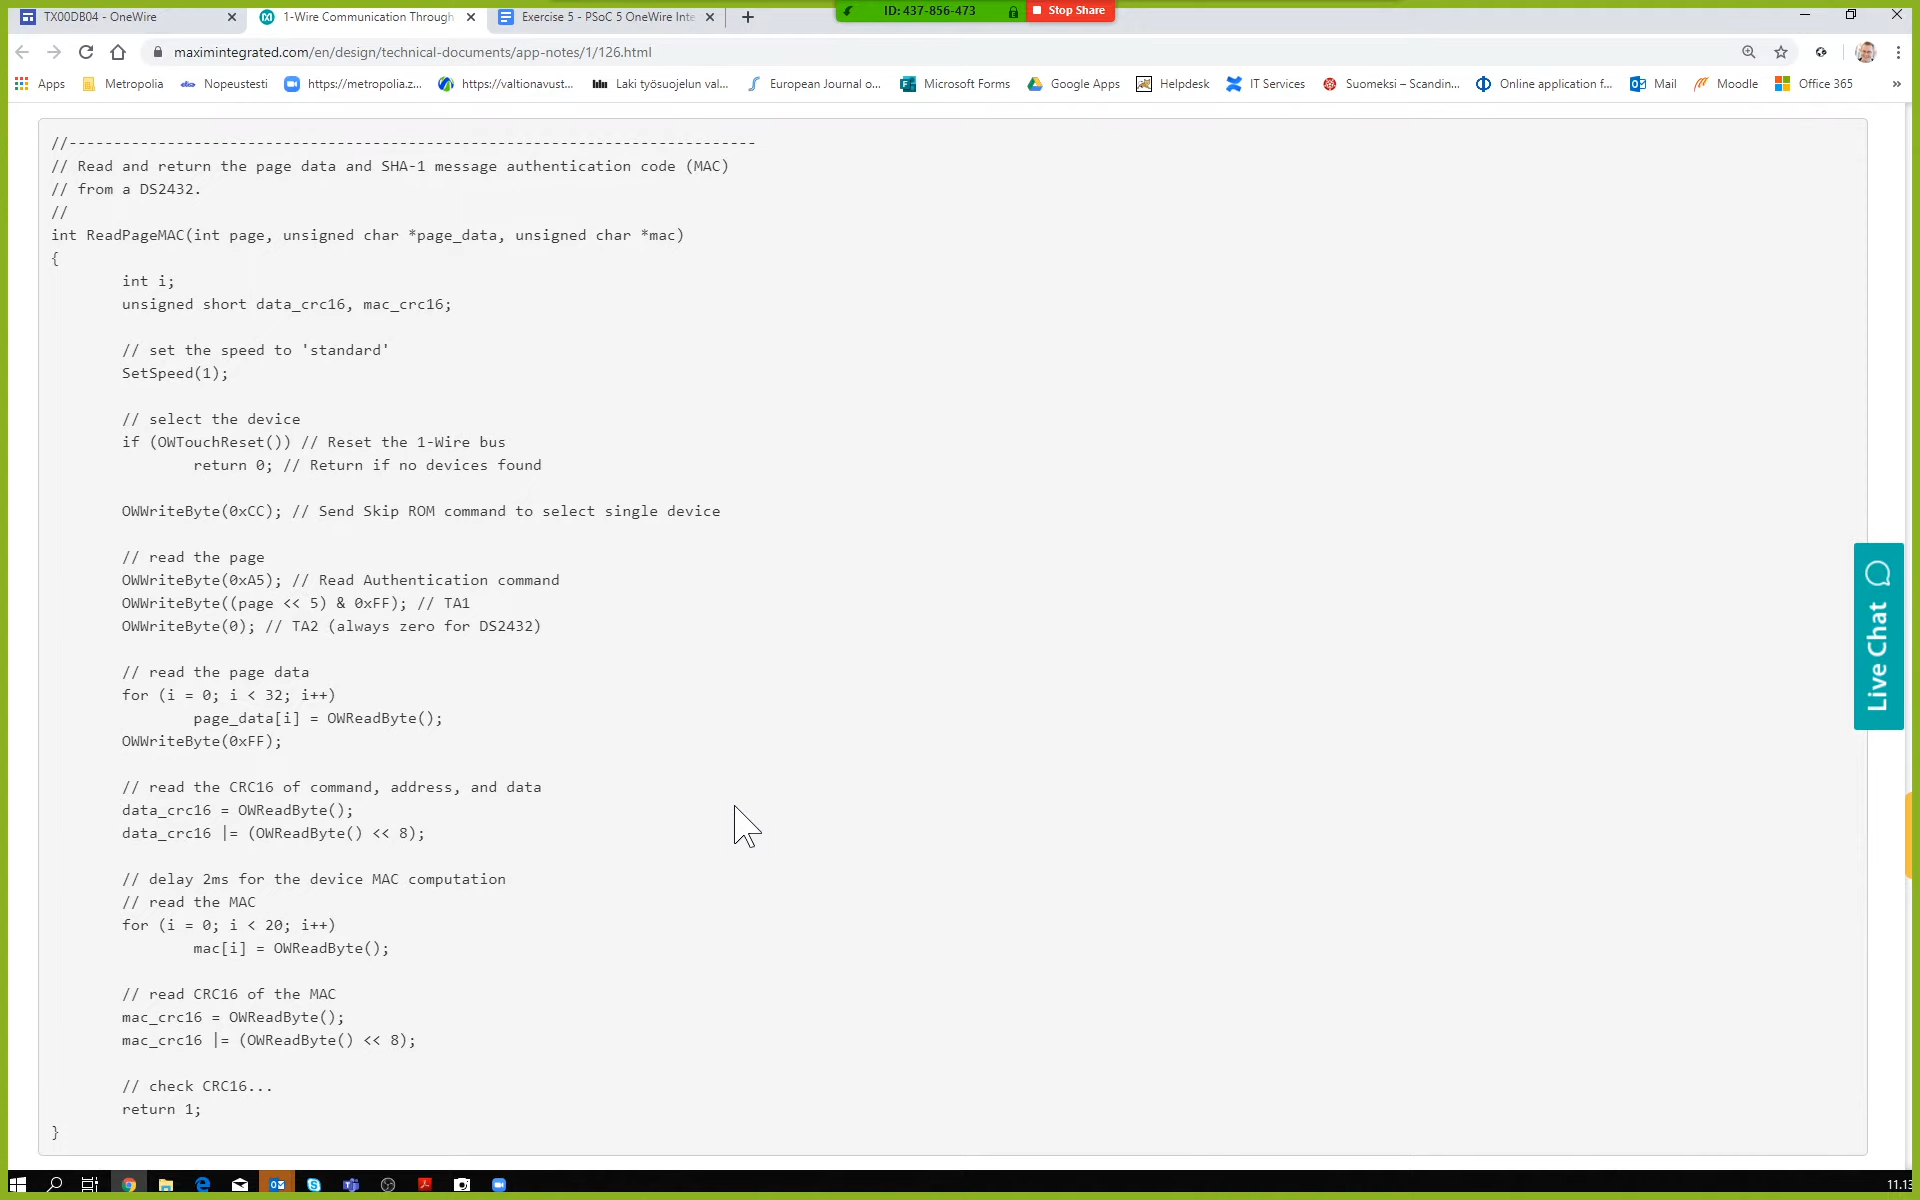 TX00DB04 - OneWire
1-Wire Communication Through
Exercise 5 - PSoC 5 OneWire Inte
ID: 437-856-473
Stop Share
maximintegrated.com/en/design/technical-documents/app-notes/1/126.html
Apps
Metropolia
Nopeustesti
https://metropolia.z...
https://valtionavust...
Laki työsuojelun val...
European Journal o...
Microsoft Forms
Google Apps
Helpdesk
IT Services
Suomeksi – Scandin...
Online application f...
Mail
Moodle
Office 365
»
//-----------------------------------------------------------------------------
// Read and return the page data and SHA-1 message authentication code (MAC)
// from a DS2432.
//
int ReadPageMAC(int page, unsigned char *page_data, unsigned char *mac)
{
int i;
unsigned short data_crc16, mac_crc16;
// set the speed to 'standard'
SetSpeed(1);
// select the device
if (OWTouchReset()) // Reset the 1-Wire bus
return 0; // Return if no devices found
OWWriteByte(0xCC); // Send Skip ROM command to select single device
// read the page
OWWriteByte(0xA5); // Read Authentication command
OWWriteByte((page << 5) & 0xFF); // TA1
OWWriteByte(0); // TA2 (always zero for DS2432)
// read the page data
for (i = 0; i < 32; i++)
page_data[i] = OWReadByte();
OWWriteByte(0xFF);
// read the CRC16 of command, address, and data
data_crc16 = OWReadByte();
data_crc16 |= (OWReadByte() << 8);
// delay 2ms for the device MAC computation
// read the MAC
for (i = 0; i < 20; i++)
mac[i] = OWReadByte();
// read CRC16 of the MAC
mac_crc16 = OWReadByte();
mac_crc16 |= (OWReadByte() << 8);
// check CRC16...
return 1;
}
Live Chat
11.13